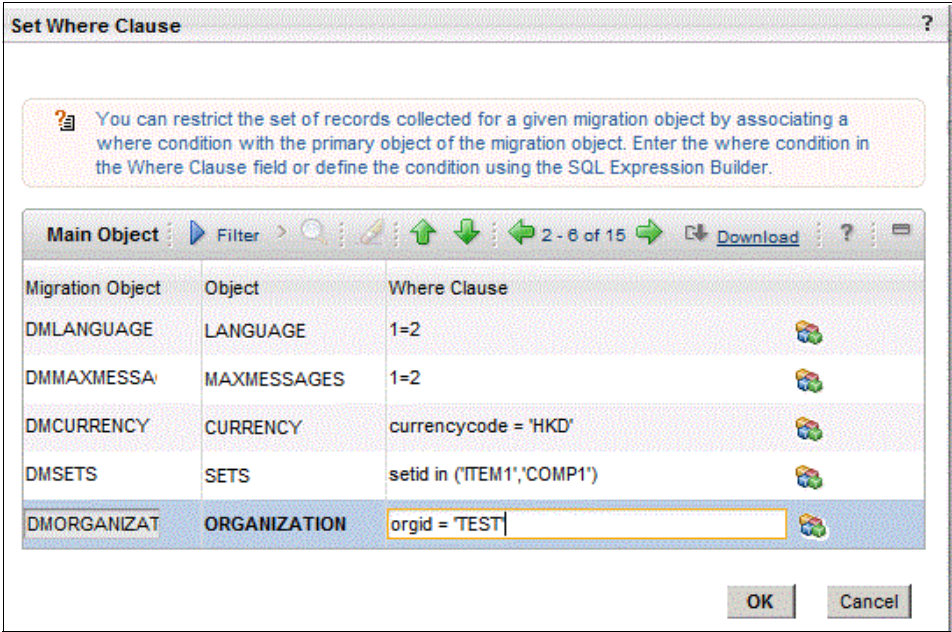 Set Where Clause ?
You can restrict the set of records collected for a given migration object by associating a
where condition with the primary object of the migration object. Enter the where condition in
the Where Clause field or define the condition using the SQL Expression Builder.
Main Object Filter > 2 - 6 of 15 Download ?
Migration Object Object Where Clause
DMLANGUAGE LANGUAGE 1=2
DMMAXMESSA MAXMESSAGES 1=2
DMCURRENCY CURRENCY currencycode = 'HKD'
DMSETS SETS setid in ('ITEM1','COMP1')
DMORGANIZAT ORGANIZATION orgid = 'TEST'
OK Cancel